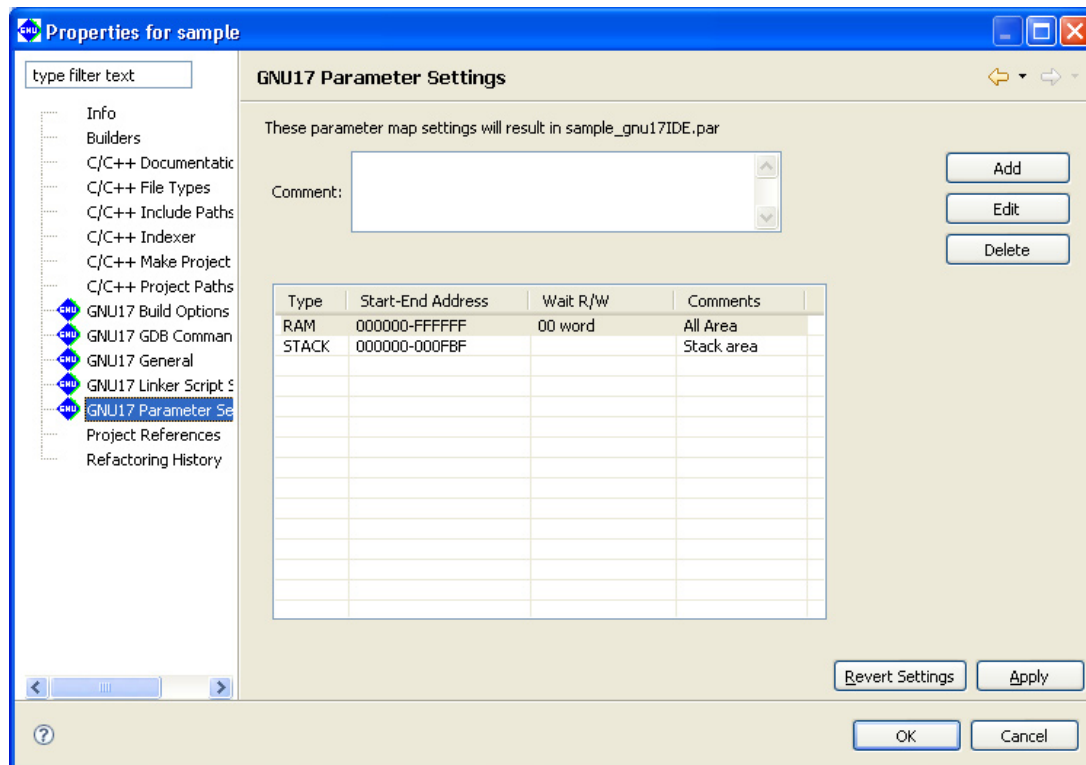 Properties for sample
type filter text
GNU17 Parameter Settings
Info
Builders
C/C++ Documentatic
C/C++ File Types
C/C++ Include Paths
C/C++ Indexer
C/C++ Make Project
C/C++ Project Paths
GNU17 Build Options
GNU17 GDB Comman
GNU17 General
GNU17 Linker Script S
GNU17 Parameter Se
Project References
Refactoring History
These parameter map settings will result in sample_gnu17IDE.par
Comment:
Add
Edit
Delete
Type Start-End Address Wait R/W Comments
RAM 000000-FFFFFF 00 word All Area
STACK 000000-000FBF Stack area
Revert Settings Apply
OK Cancel